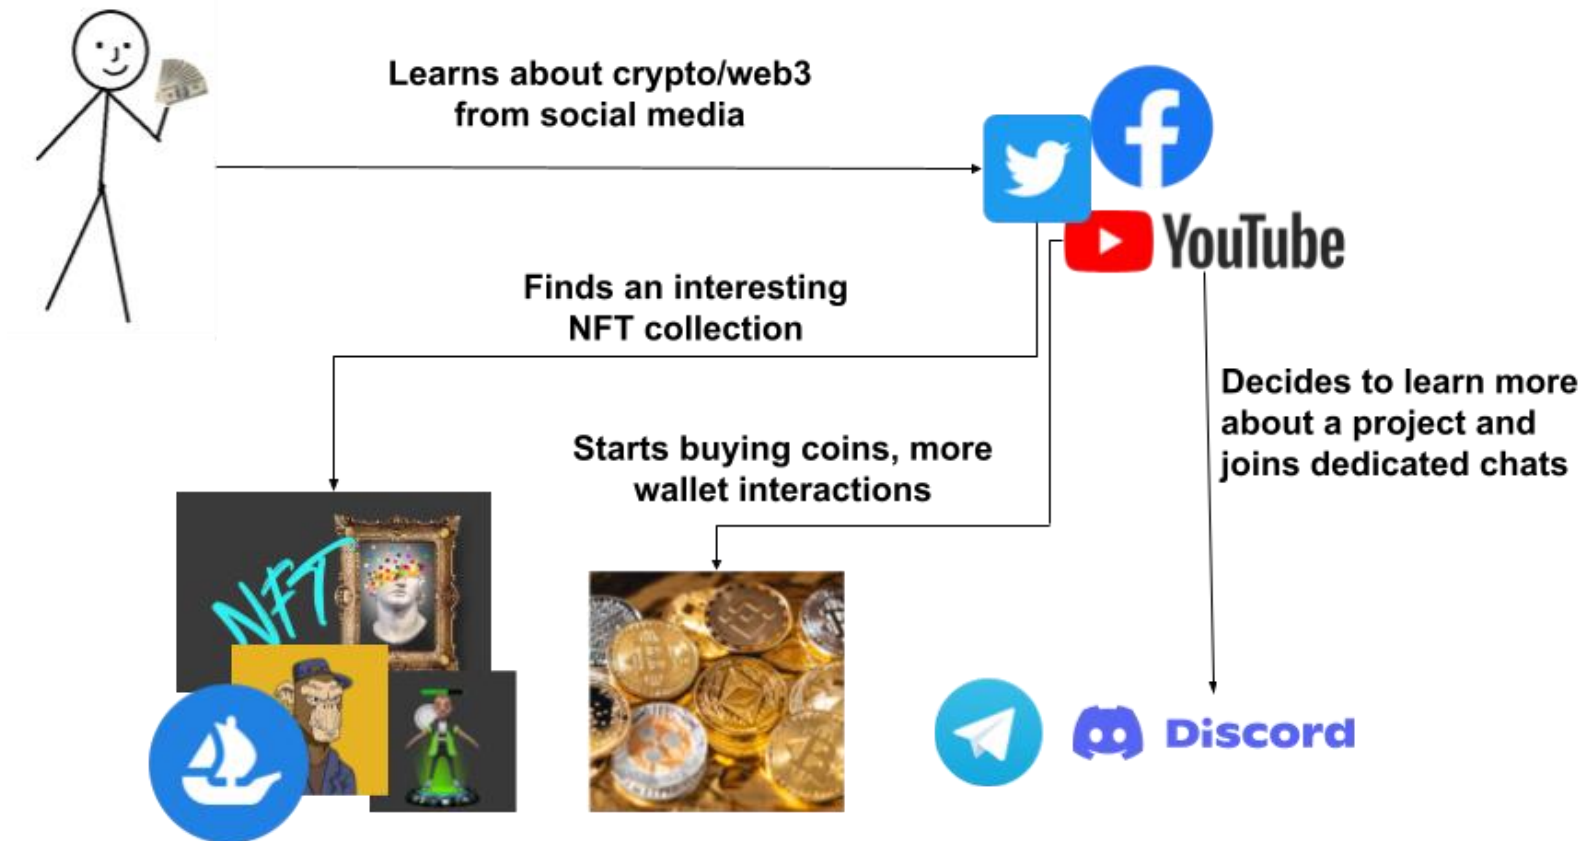 Learns about crypto/web3
from social media
YouTube
Finds an interesting
NFT collection
Decides to learn more
about a project and
joins dedicated chats
Starts buying coins, more
wallet interactions
NFT
Discord